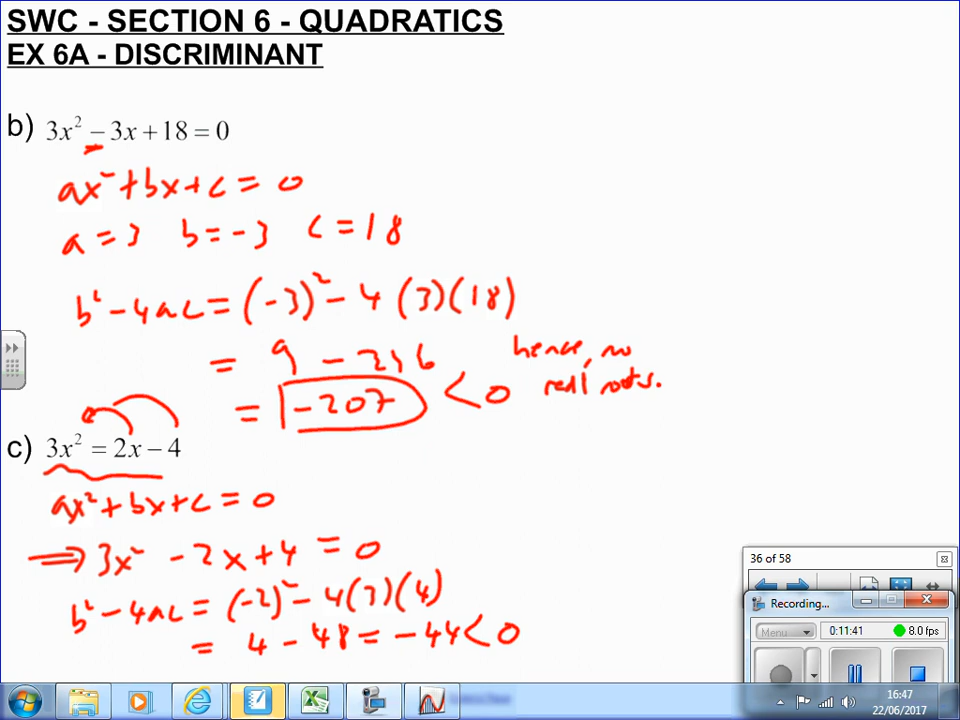 SWC - SECTION 6 - QUADRATICS
EX 6A - DISCRIMINANT
b) 3x² − 3x + 18 = 0
ax² + bx + c = 0
a = 3 b = -3 c = 18
b² - 4ac = (-3)² - 4(3)(18)
= 9 - 216
hence, no
real roots.
= -207 < 0
c) 3x² = 2x − 4
ax² + bx + c = 0
⇒ 3x² - 2x + 4 = 0
b² - 4ac = (-2)² - 4(3)(4)
= 4 - 48 = -44 < 0
36 of 58
Recording...
Menu
0:11:41
8.0 fps
16:47
22/06/2017